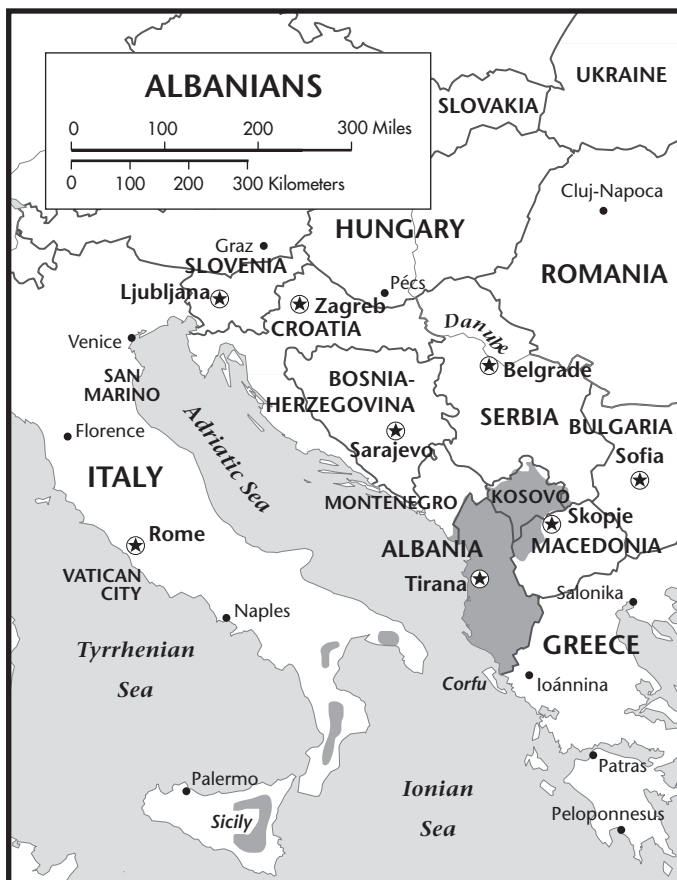 ALBANIANS
0 100 200 300 Miles
0 100 200 300 Kilometers
UKRAINE
SLOVAKIA
Cluj-Napoca
HUNGARY
Graz
SLOVENIA
ROMANIA
Ljubljana
Pécs
Zagreb
CROATIA
Danube
Venice
Belgrade
SAN
MARINO
BOSNIA-
HERZEGOVINA
SERBIA
BULGARIA
Florence
Adriatic Sea
Sarajevo
Sofia
ITALY
MONTENEGRO
KOSOVO
Skopje
Rome
ALBANIA
MACEDONIA
VATICAN
CITY
Tirana
Salonika
Naples
Tyrrhenian
Sea
GREECE
Corfu
Ioánnina
Patras
Palermo
Ionian
Sea
Sicily
Peloponnesus